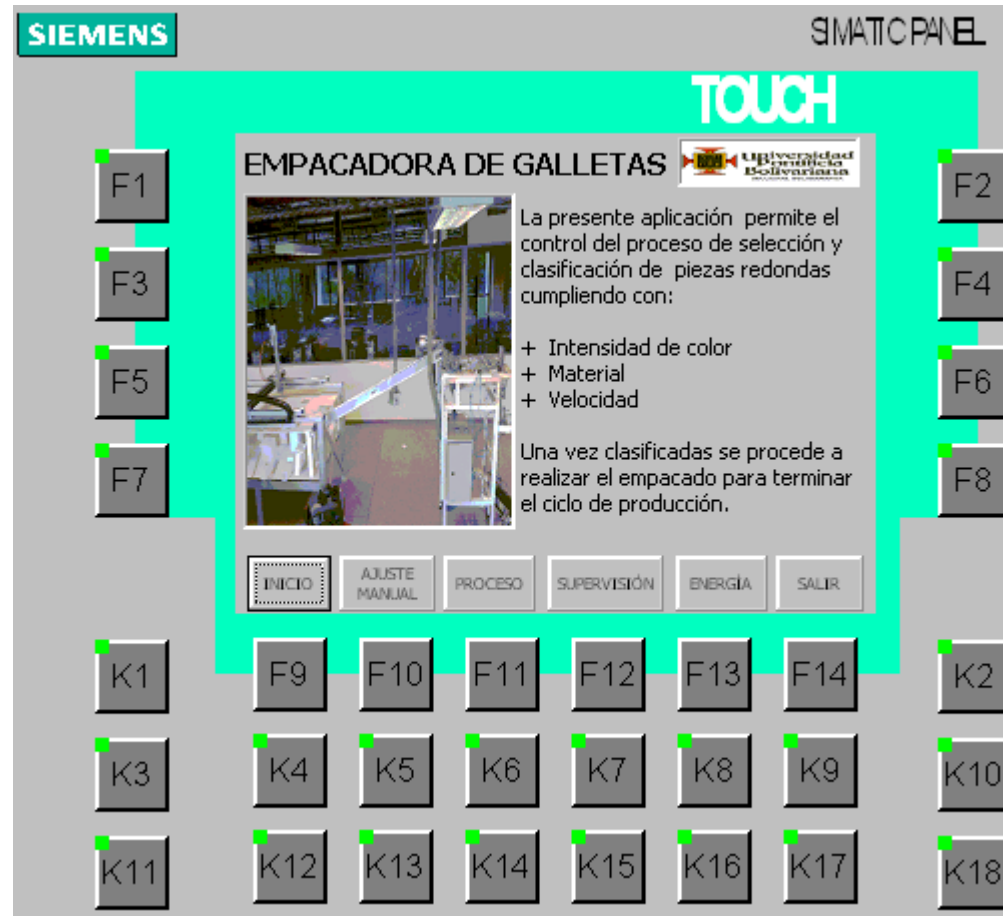 SIEMENS
SIMATIC PANEL
TOUCH
EMPACADORA DE GALLETAS
Universidad
Pontificia
Bolivariana
La presente aplicación permite el
control del proceso de selección y
clasificación de piezas redondas
cumpliendo con:
+ Intensidad de color
+ Material
+ Velocidad
Una vez clasificadas se procede a
realizar el empacado para terminar
el ciclo de producción.
INICIO
AJUSTE
MANUAL
PROCESO
SUPERVISIÓN
ENERGÍA
SALIR
F1
F2
F3
F4
F5
F6
F7
F8
K1
F9
F10
F11
F12
F13
F14
K2
K3
K4
K5
K6
K7
K8
K9
K10
K11
K12
K13
K14
K15
K16
K17
K18